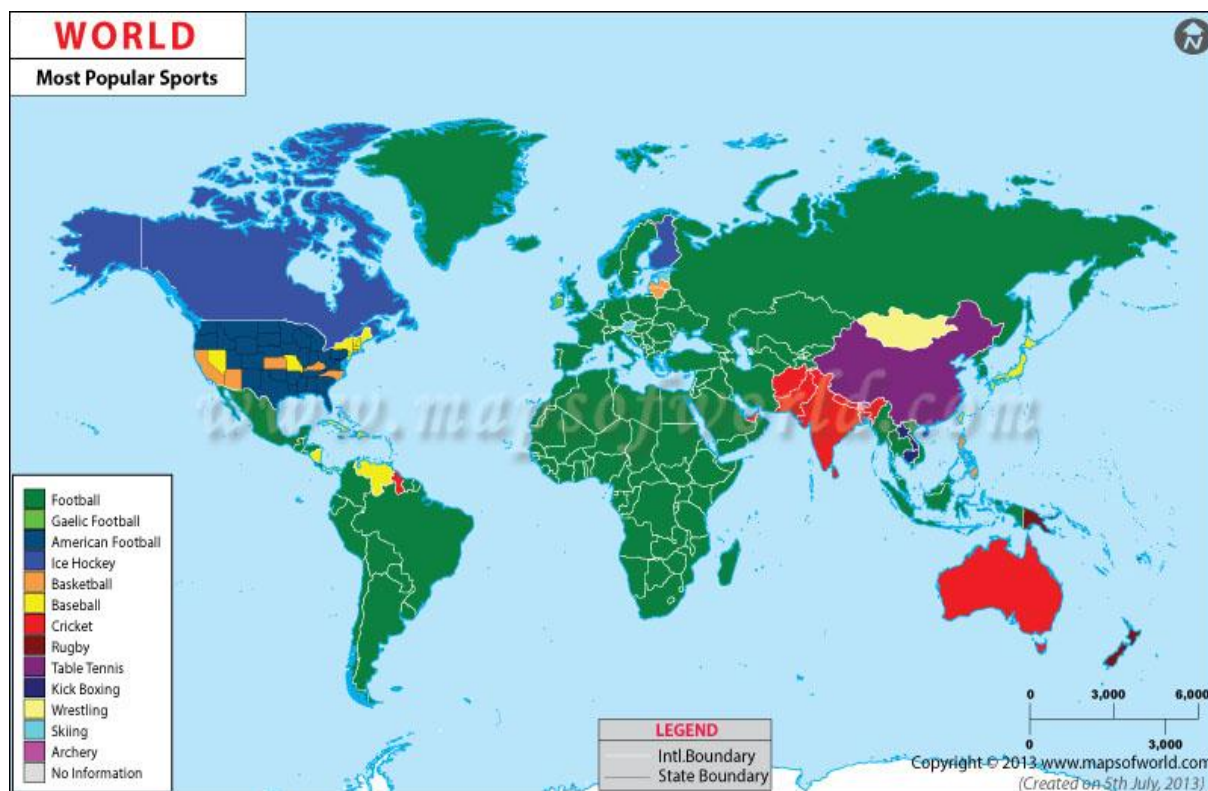 WORLD
Most Popular Sports
N
www.mapsofworld.com
Football
Gaelic Football
American Football
Ice Hockey
Basketball
Baseball
Cricket
Rugby
Table Tennis
Kick Boxing
Wrestling
Skiing
Archery
No Information
LEGEND
Intl.Boundary
State Boundary
0 3,000 6,000
0 3,000
Copyright © 2013 www.mapsofworld.com
(Created on 5th July, 2013)